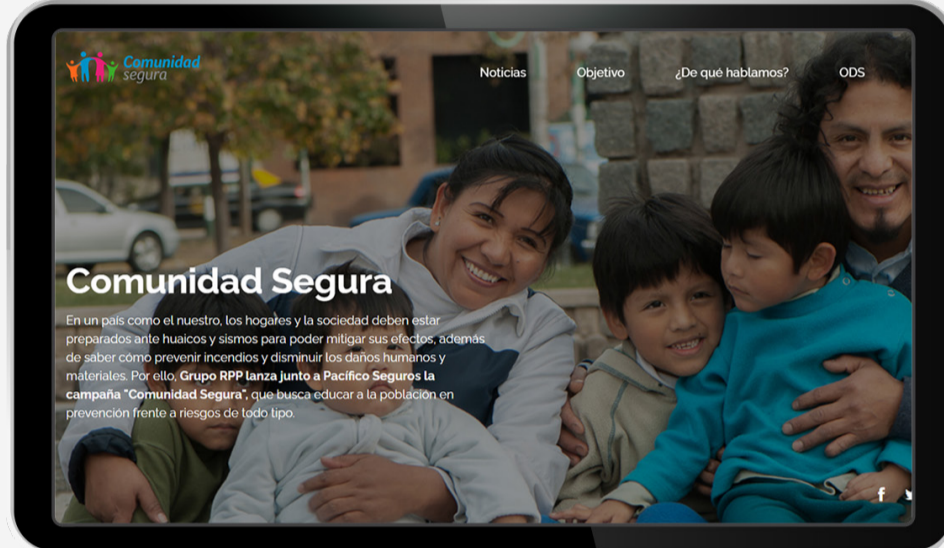 Comunidad
segura
Noticias Objetivo ¿De qué hablamos? ODS
Comunidad Segura
En un país como el nuestro, los hogares y la sociedad deben estar
preparados ante huaicos y sismos para poder mitigar sus efectos, además
de saber cómo prevenir incendios y disminuir los daños humanos y
materiales. Por ello, Grupo RPP lanza junto a Pacífico Seguros la
campaña "Comunidad Segura", que busca educar a la población en
prevención frente a riesgos de todo tipo.